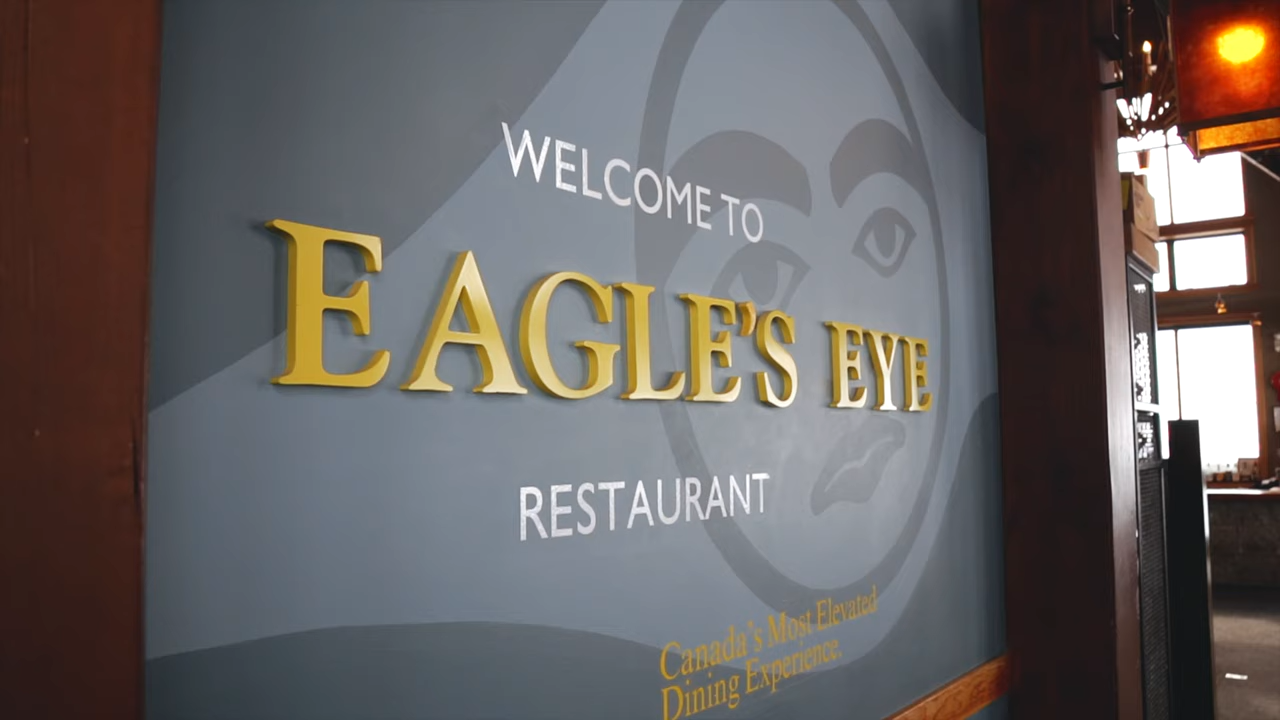 WELCOME TO
EAGLE'S EYE
RESTAURANT
Canada's Most Elevated
Dining Experience.